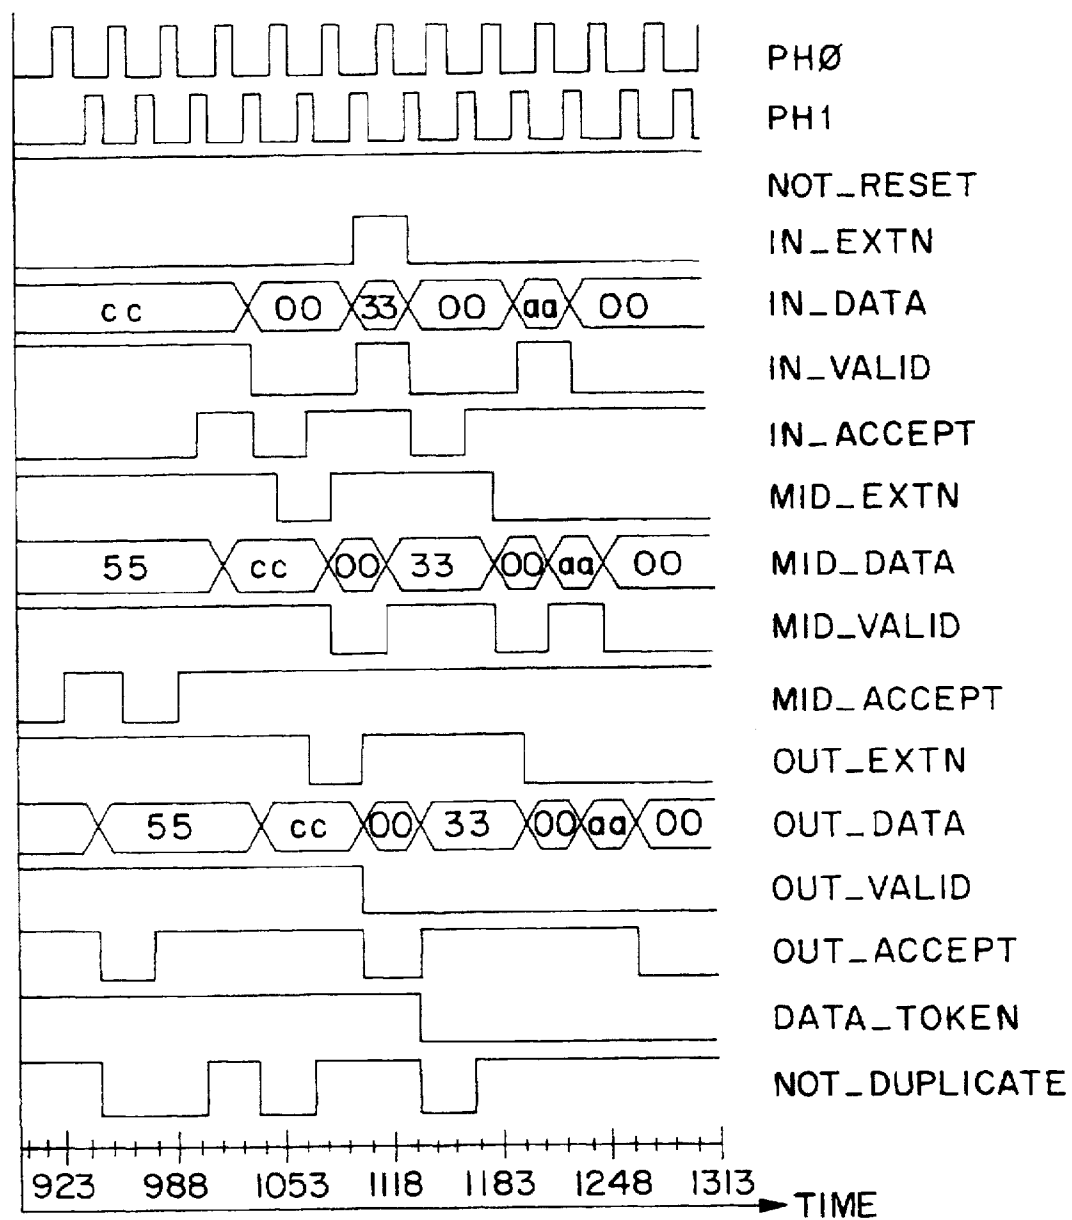 PHØ
PH1
NOT_RESET
IN_EXTN
cc 00 33 00 aa 00 IN_DATA
IN_VALID
IN_ACCEPT
MID_EXTN
55 cc 00 33 00 aa 00 MID_DATA
MID_VALID
MID_ACCEPT
OUT_EXTN
55 cc 00 33 00 aa 00 OUT_DATA
OUT_VALID
OUT_ACCEPT
DATA_TOKEN
NOT_DUPLICATE
923 988 1053 1118 1183 1248 1313
TIME